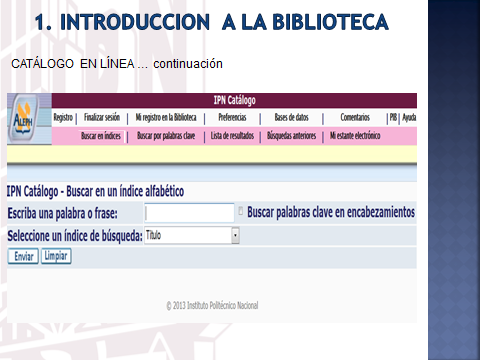 1. INTRODUCCION A LA BIBLIOTECA
CATÁLOGO EN LÍNEA ... continuación
IPN Catálogo
ALEPH
Registro | Finalizar sesión | Mi registro en la Biblioteca | Preferencias | Bases de datos | Comentarios | PIB | Ayuda
Buscar en índices | Buscar por palabras clave | Lista de resultados | Búsquedas anteriores | Mi estante electrónico
IPN Catálogo - Buscar en un índice alfabético
Escriba una palabra o frase: Buscar palabras clave en encabezamientos
Seleccione un índice de búsqueda: Título
Enviar Limpiar
© 2013 Instituto Politécnico Nacional